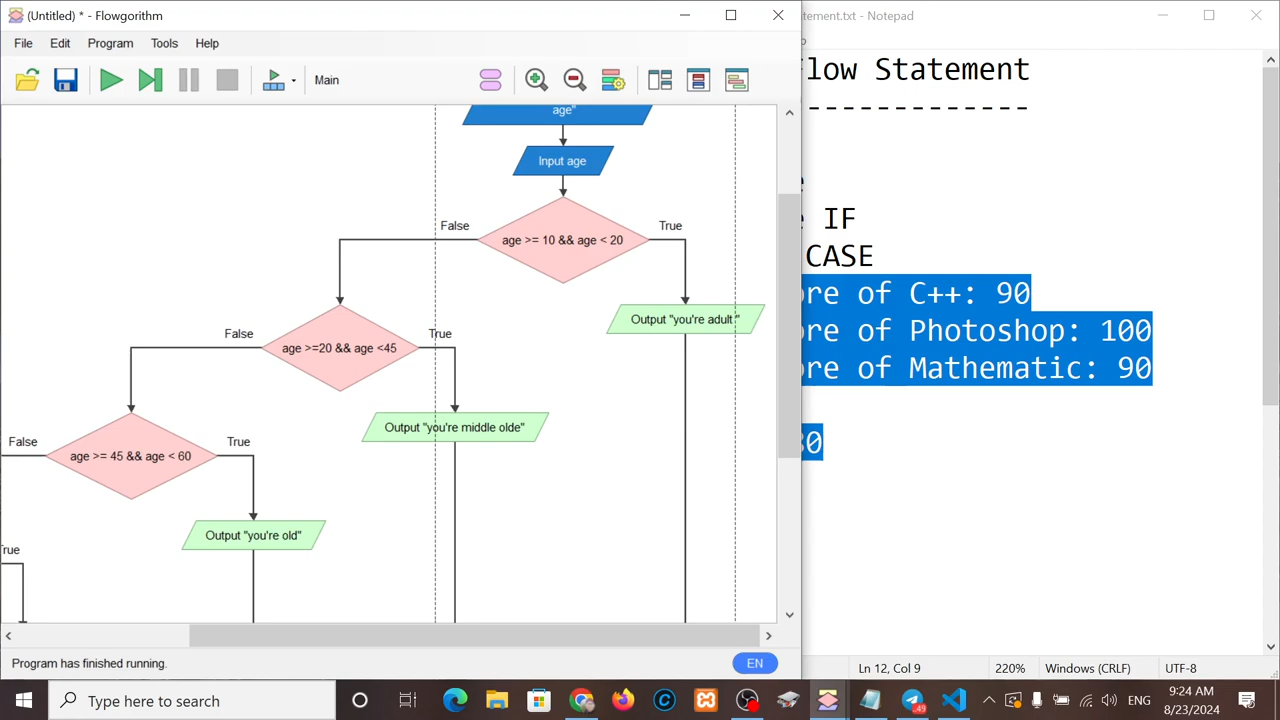 (Untitled) * - Flowgorithm
tement.txt - Notepad
File Edit Program Tools Help
Main
age"
Input age
False
age >= 10 && age < 20
True
Output "you're adult "
False
age >=20 && age <45
True
Output "you're middle olde"
False
age >= 45 && age < 60
True
Output "you're old"
True
Program has finished running.
EN
low Statement
-------------
IF
CASE
ore of C++: 90
ore of Photoshop: 100
ore of Mathematic: 90
80
Ln 12, Col 9
220%
Windows (CRLF)
UTF-8
Type here to search
49
ENG
9:24 AM
8/23/2024